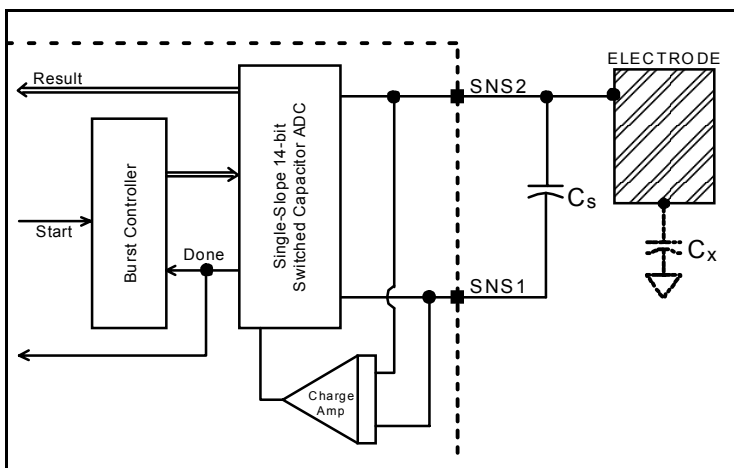 ELECTRODE
Result
SNS2
Single-Slope 14-bit
Switched Capacitor ADC
Burst Controller
Start
Done
Cs
Cx
SNS1
Charge
Amp